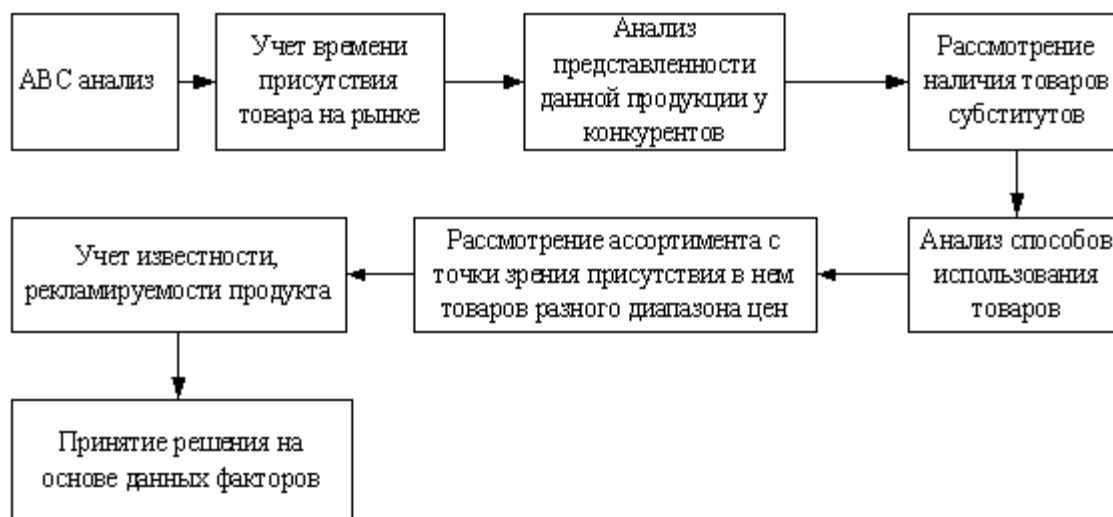 АВС анализ
Учет времени
присутствия
товара на рынке
Анализ
представленности
данной продукции у
конкурентов
Рассмотрение
наличия товаров
субститутов
Анализ способов
использования
товаров
Рассмотрение ассортимента с
точки зрения присутствия в нем
товаров разного диапазона цен
Учет известности,
рекламируемости продукта
Принятие решения на
основе данных факторов